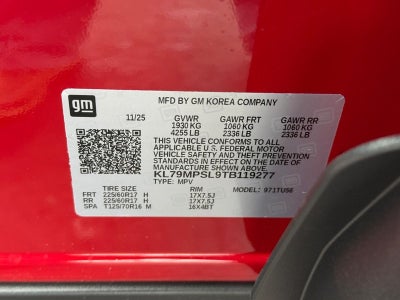 gm
MFD BY GM KOREA COMPANY
11/25 GVWR GAWR FRT GAWR RR
1930 KG 1060 KG 1060 KG
4255 LB 2336 LB 2336 LB
THIS VEHICLE CONFORMS TO ALL
APPLICABLE U.S. FEDERAL MOTOR
VEHICLE SAFETY AND THEFT PREVENTION
STANDARDS IN EFFECT ON THE DATE OF
MANUFACTURE SHOWN ABOVE.
KL79MPSL9TB119277
TYPE: MPV MODEL: 971TU56
TIRE SIZE RIM
FRT 225/60R17 H 17X7.5J
RR 225/60R17 H 17X7.5J
SPA T125/70R16 M 16X4BT